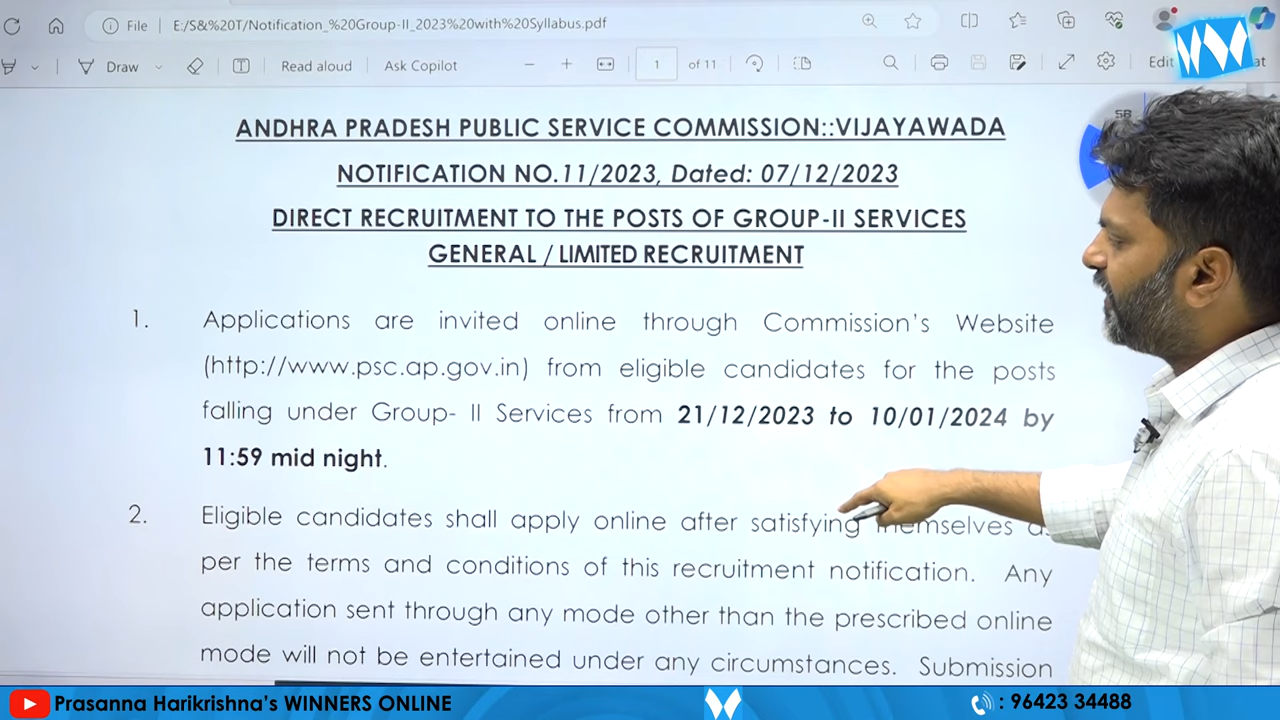 File E:/S&%20T/Notification_%20Group-II_2023%20with%20Syllabus.pdf
Draw Read aloud Ask Copilot 1 of 11 Edit
ANDHRA PRADESH PUBLIC SERVICE COMMISSION::VIJAYAWADA
SB
NOTIFICATION NO.11/2023, Dated: 07/12/2023
DIRECT RECRUITMENT TO THE POSTS OF GROUP-II SERVICES
GENERAL / LIMITED RECRUITMENT
1. Applications are invited online through Commission's Website
(http://www.psc.ap.gov.in) from eligible candidates for the posts
falling under Group- II Services from 21/12/2023 to 10/01/2024 by
11:59 mid night.
2. Eligible candidates shall apply online after satisfying themselves as
per the terms and conditions of this recruitment notification. Any
application sent through any mode other than the prescribed online
mode will not be entertained under any circumstances. Submission
Prasanna Harikrishna's WINNERS ONLINE : 96423 34488